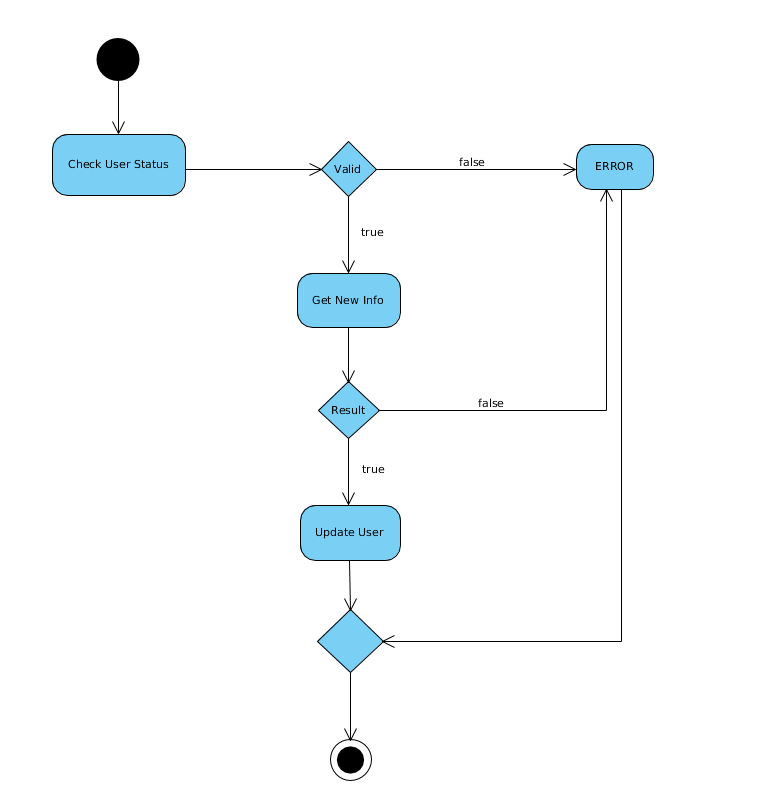 Check User Status
Valid
false
ERROR
true
Get New Info
Result
false
true
Update User